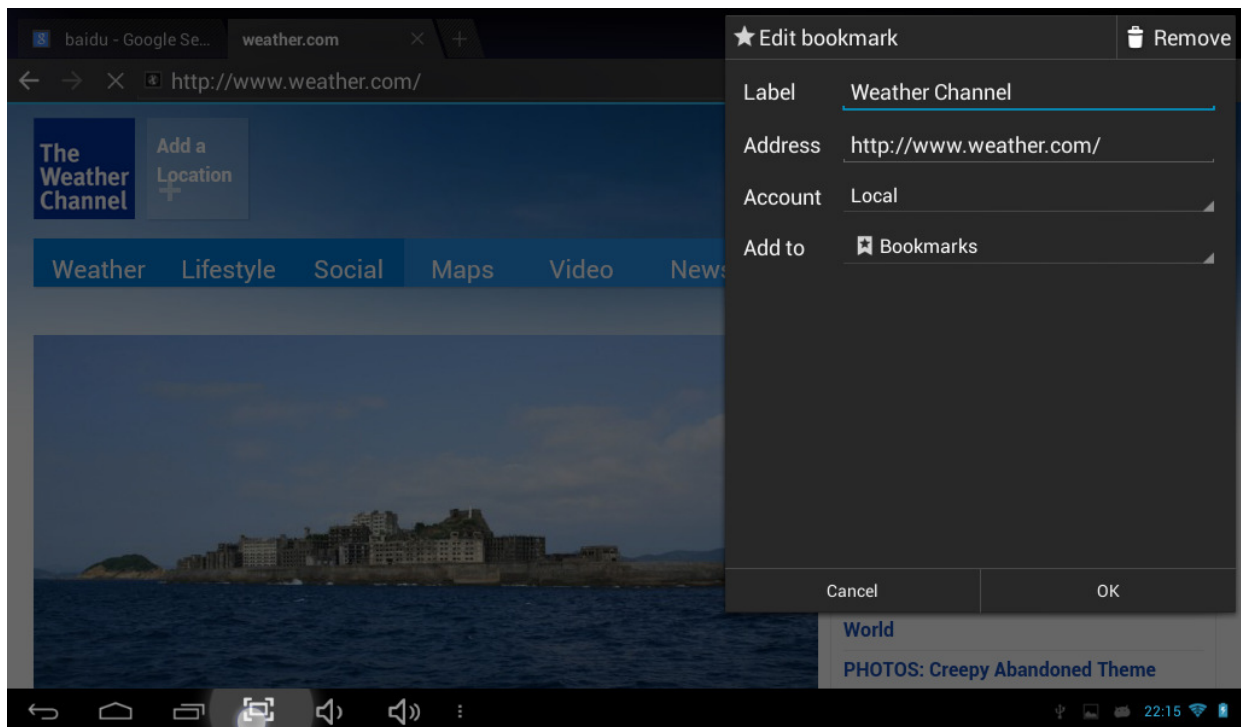 baidu - Google Se...
weather.com
Edit bookmark
Remove
http://www.weather.com/
Label
Weather Channel
Address
http://www.weather.com/
Account
Local
Add to
Bookmarks
The
Weather
Channel
Add a
Location
Weather
Lifestyle
Social
Maps
Video
News
Cancel
OK
World
PHOTOS: Creepy Abandoned Theme
22:15